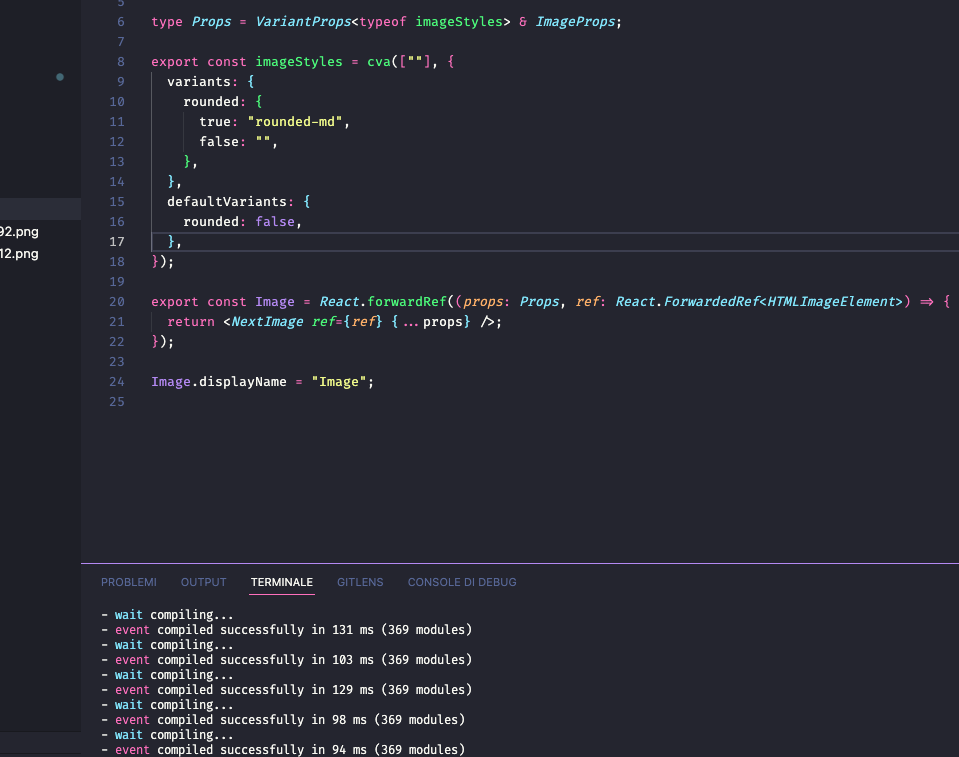 5
6 type Props = VariantProps<typeof imageStyles> & ImageProps;
7
8 export const imageStyles = cva([""], {
9 variants: {
10 rounded: {
11 true: "rounded-md",
12 false: "",
13 },
14 },
15 defaultVariants: {
16 rounded: false,
17 },
18 });
19
20 export const Image = React.forwardRef((props: Props, ref: React.ForwardedRef<HTMLImageElement>) => {
21 return <NextImage ref={ref} {...props} />;
22 });
23
24 Image.displayName = "Image";
25
92.png
12.png
PROBLEMI OUTPUT TERMINALE GITLENS CONSOLE DI DEBUG
- wait compiling...
- event compiled successfully in 131 ms (369 modules)
- wait compiling...
- event compiled successfully in 103 ms (369 modules)
- wait compiling...
- event compiled successfully in 129 ms (369 modules)
- wait compiling...
- event compiled successfully in 98 ms (369 modules)
- wait compiling...
- event compiled successfully in 94 ms (369 modules)